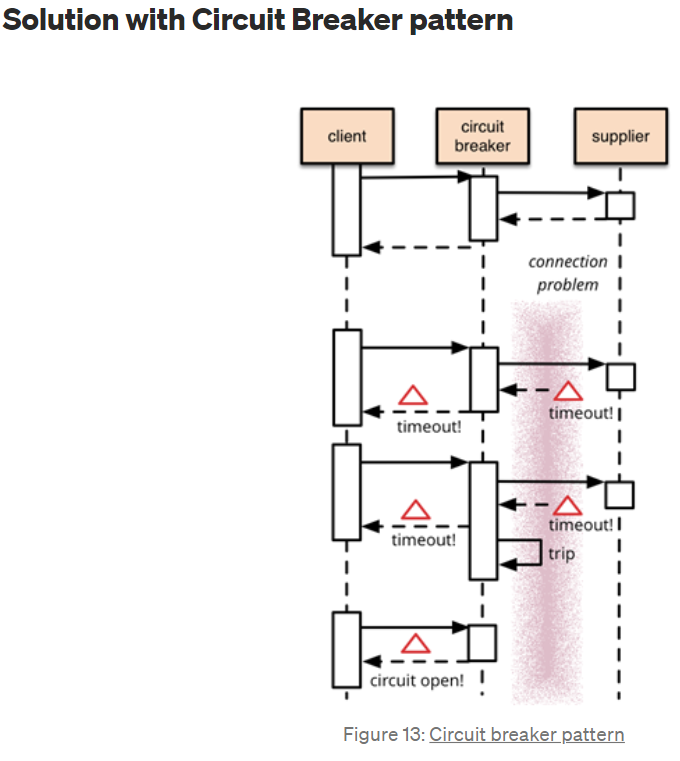 Solution with Circuit Breaker pattern
client
circuit
breaker
supplier
connection
problem
timeout!
timeout!
timeout!
timeout!
trip
circuit open!
Figure 13: Circuit breaker pattern